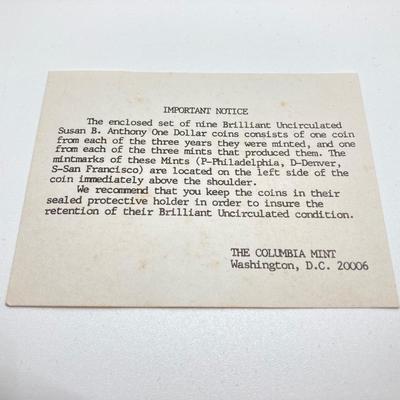 IMPORTANT NOTICE
The enclosed set of nine Brilliant Uncirculated
Susan B. Anthony One Dollar coins consists of one coin
from each of the three years they were minted, and one
from each of the three mints that produced them. The
mintmarks of these Mints (P-Philadelphia, D-Denver,
S-San Francisco) are located on the left side of the
coin immediately above the shoulder.
We recommend that you keep the coins in their
sealed protective holder in order to insure the
retention of their Brilliant Uncirculated condition.
THE COLUMBIA MINT
Washington, D.C. 20006